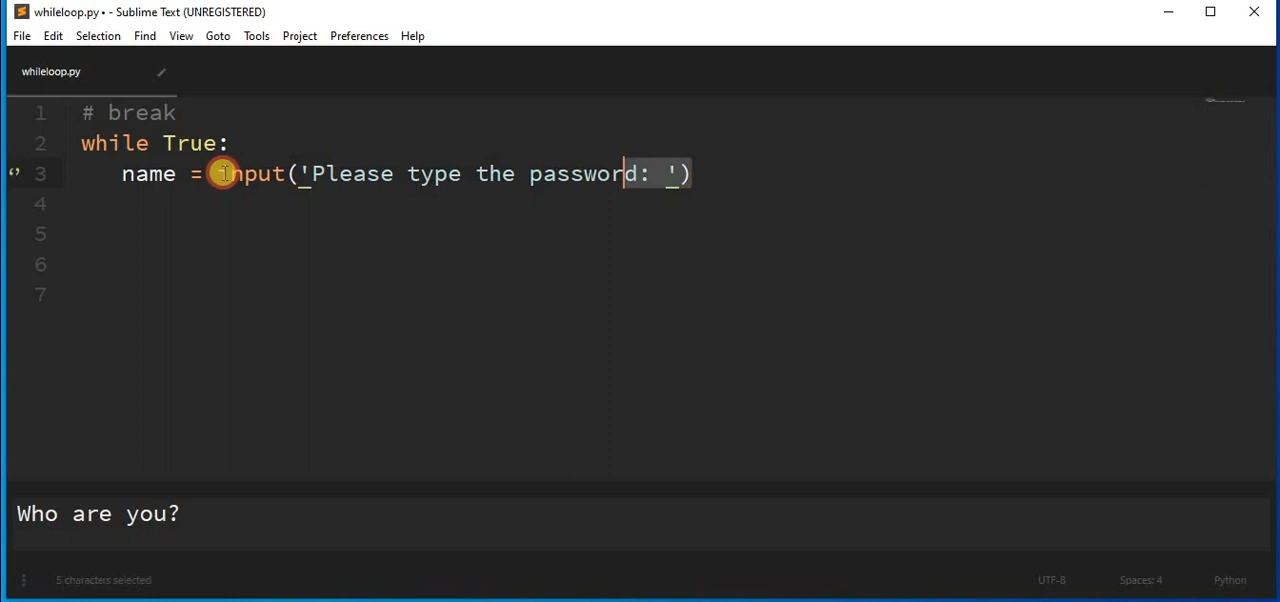 whileloop.py • - Sublime Text (UNREGISTERED)
File Edit Selection Find View Goto Tools Project Preferences Help
whileloop.py
1 # break
2 while True:
3 name = input('Please type the password: ')
4
5
6
7
Who are you?
5 characters selected UTF-8 Spaces: 4 Python